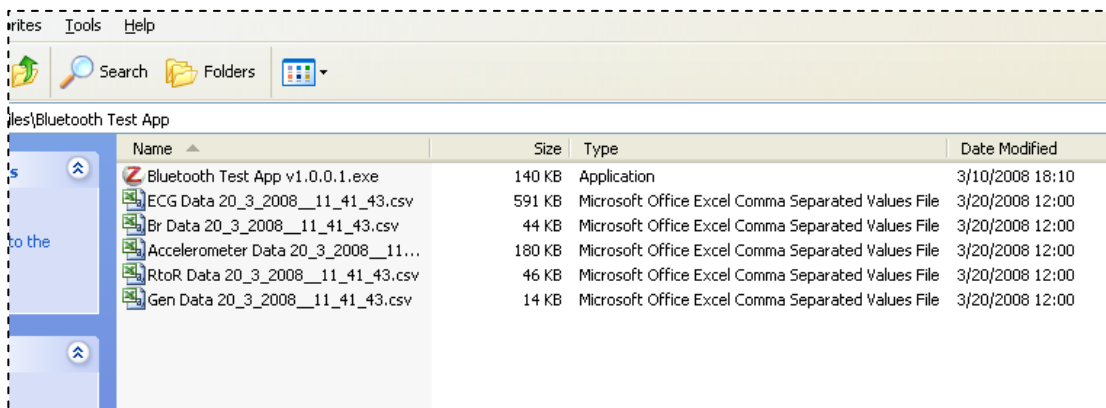 rites Tools Help
Search Folders
iles\Bluetooth Test App
Name Size Type Date Modified
s Bluetooth Test App v1.0.0.1.exe 140 KB Application 3/10/2008 18:10
ECG Data 20_3_2008__11_41_43.csv 591 KB Microsoft Office Excel Comma Separated Values File 3/20/2008 12:00
Br Data 20_3_2008__11_41_43.csv 44 KB Microsoft Office Excel Comma Separated Values File 3/20/2008 12:00
to the Accelerometer Data 20_3_2008__11... 180 KB Microsoft Office Excel Comma Separated Values File 3/20/2008 12:00
RtoR Data 20_3_2008__11_41_43.csv 46 KB Microsoft Office Excel Comma Separated Values File 3/20/2008 12:00
Gen Data 20_3_2008__11_41_43.csv 14 KB Microsoft Office Excel Comma Separated Values File 3/20/2008 12:00